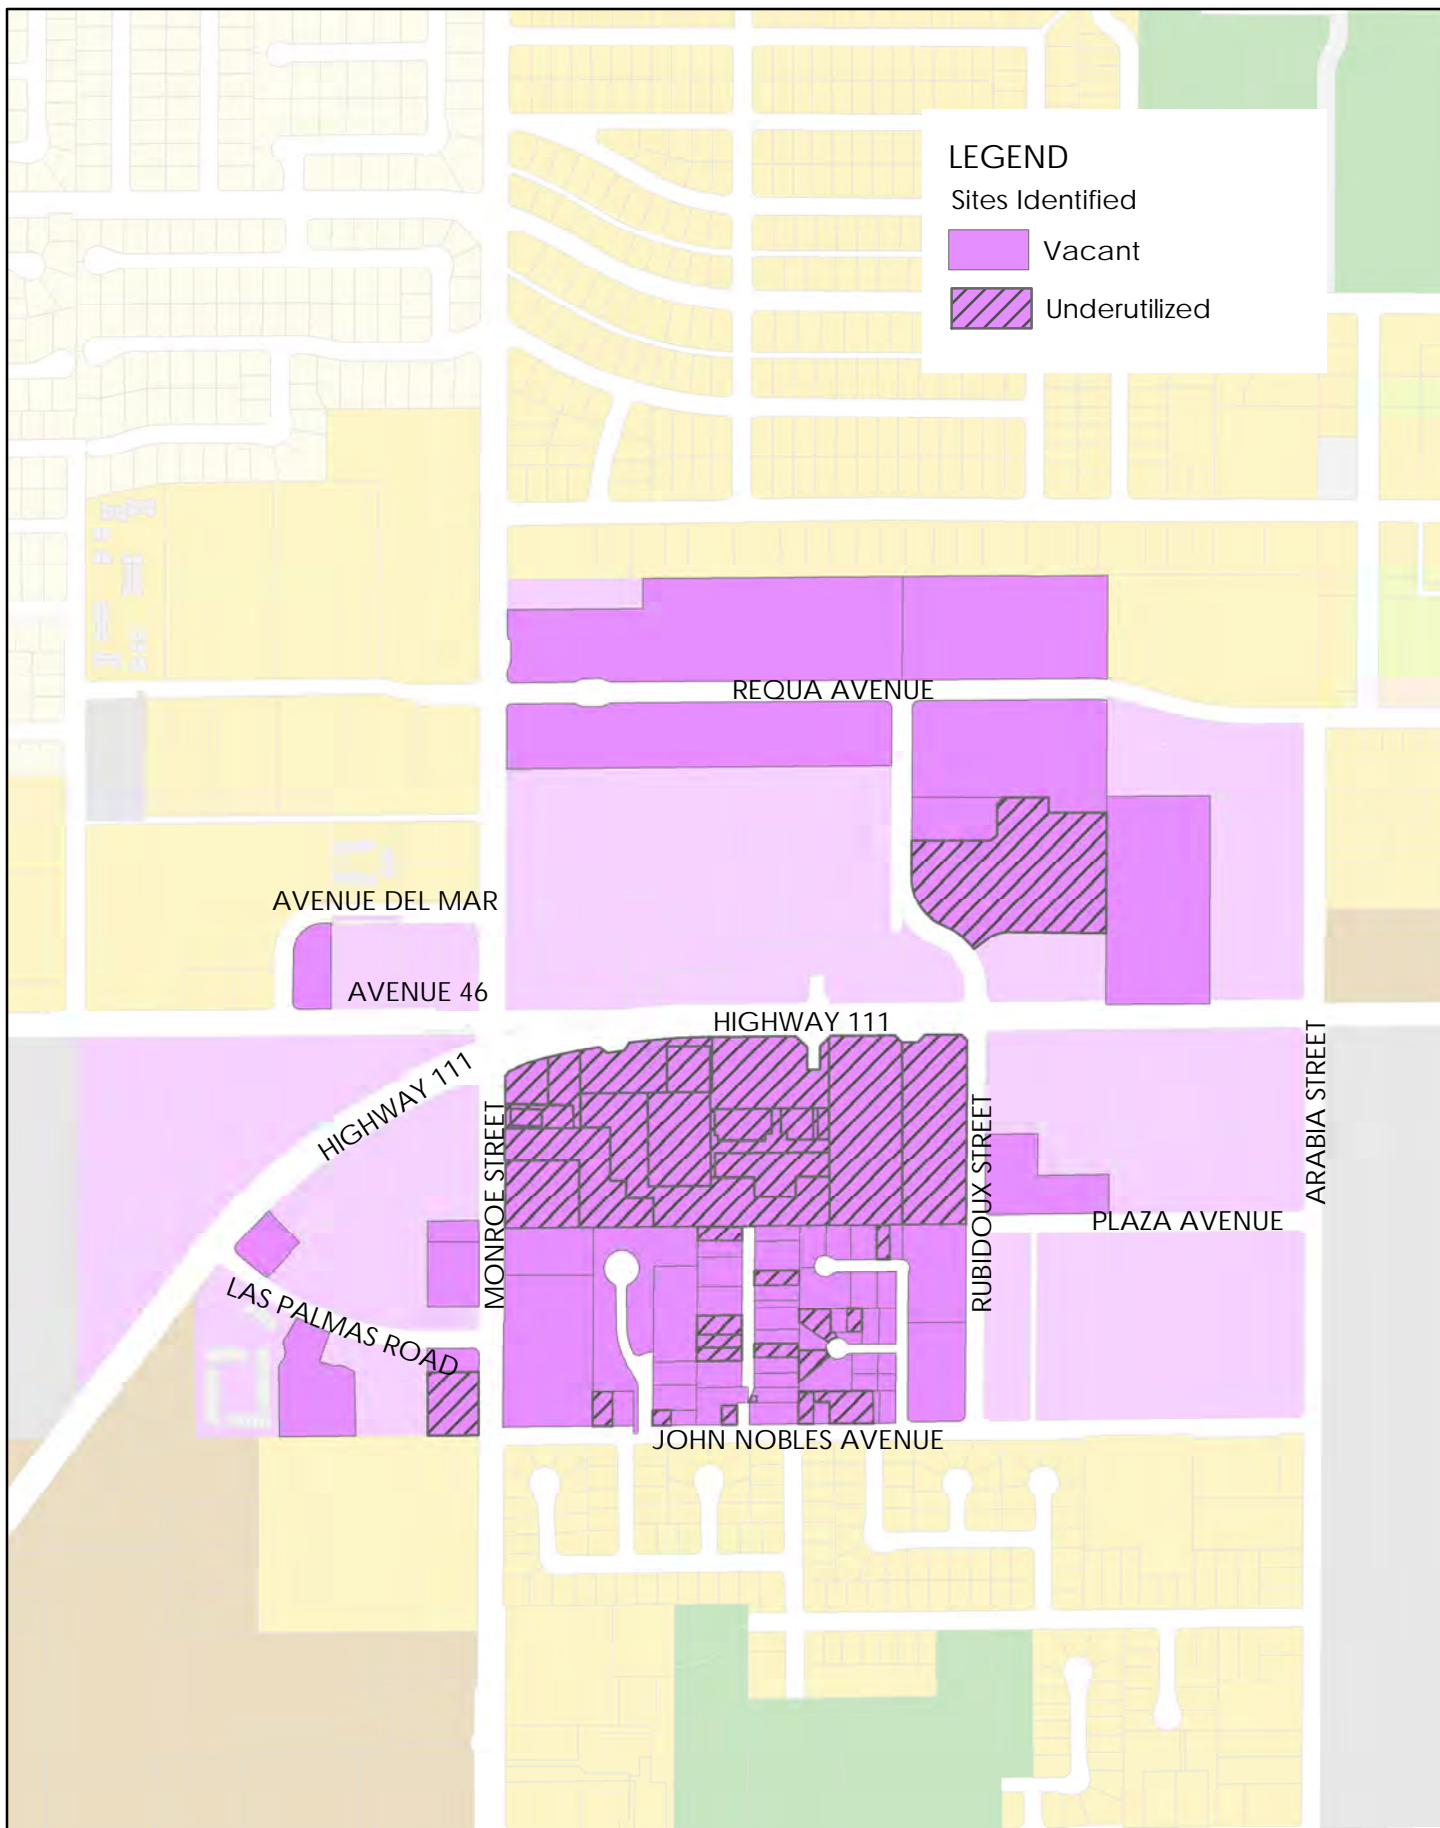 LEGEND
Sites Identified
Vacant
Underutilized
REQUA AVENUE
AVENUE DEL MAR
AVENUE 46
HIGHWAY 111
HIGHWAY 111
MONROE STREET
RUBIDOUX STREET
ARABIA STREET
PLAZA AVENUE
LAS PALMAS ROAD
JOHN NOBLES AVENUE